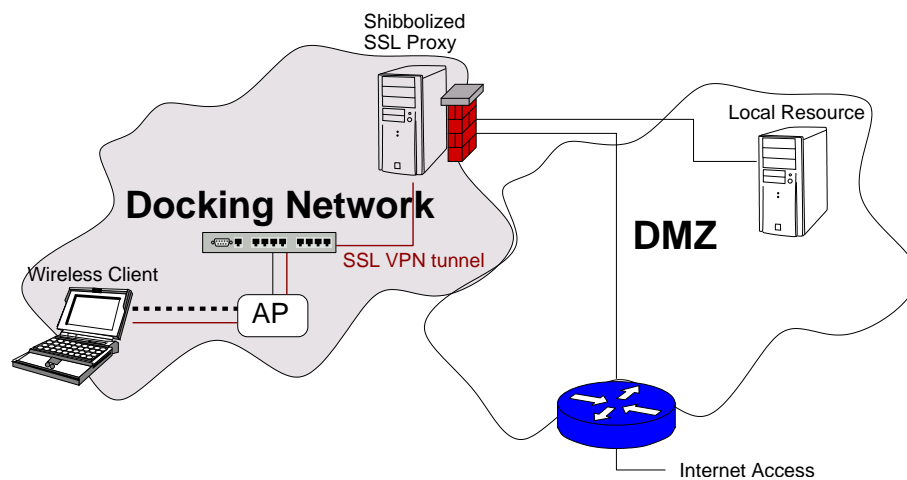 Shibbolized
SSL Proxy
Local Resource
Docking Network
DMZ
SSL VPN tunnel
Wireless Client
AP
Internet Access